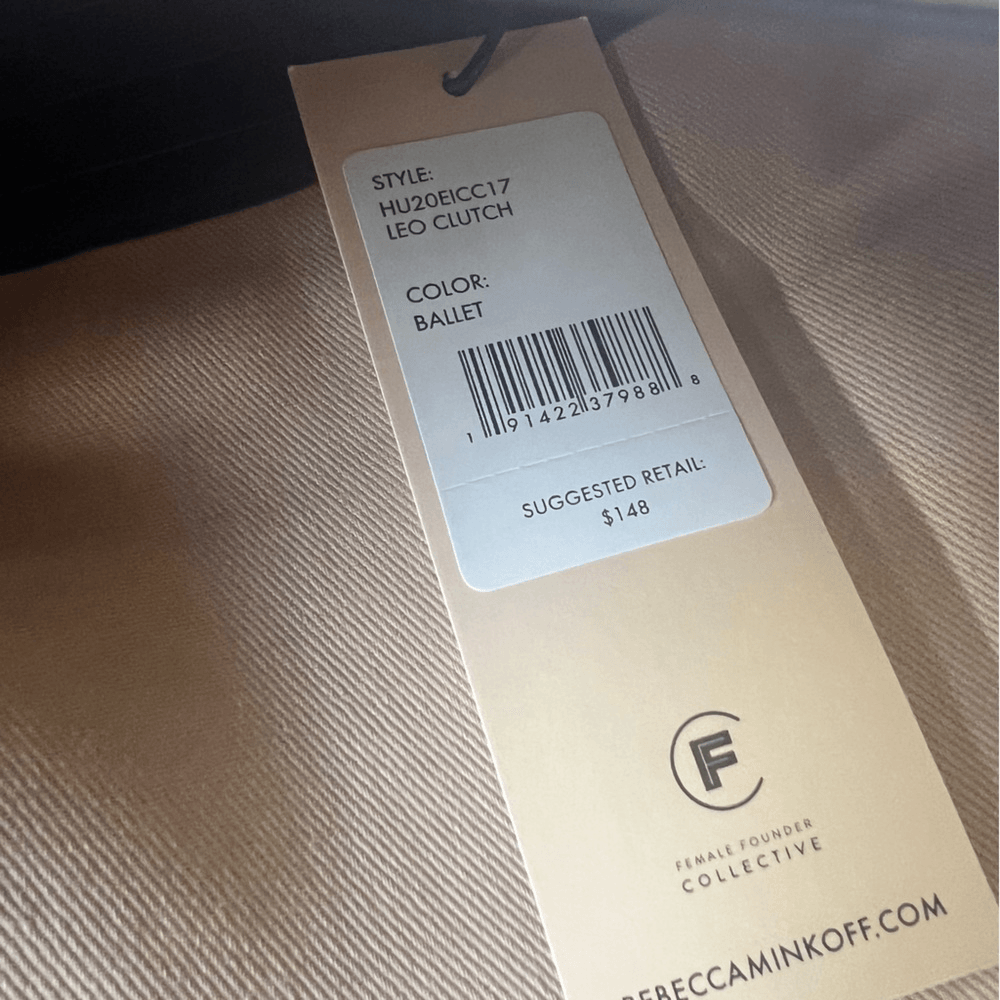 STYLE:
HU20EICC17
LEO CLUTCH
COLOR:
BALLET
1 91422 37988 8
SUGGESTED RETAIL:
$148
F
FEMALE FOUNDER
COLLECTIVE
REBECCAMINKOFF.COM